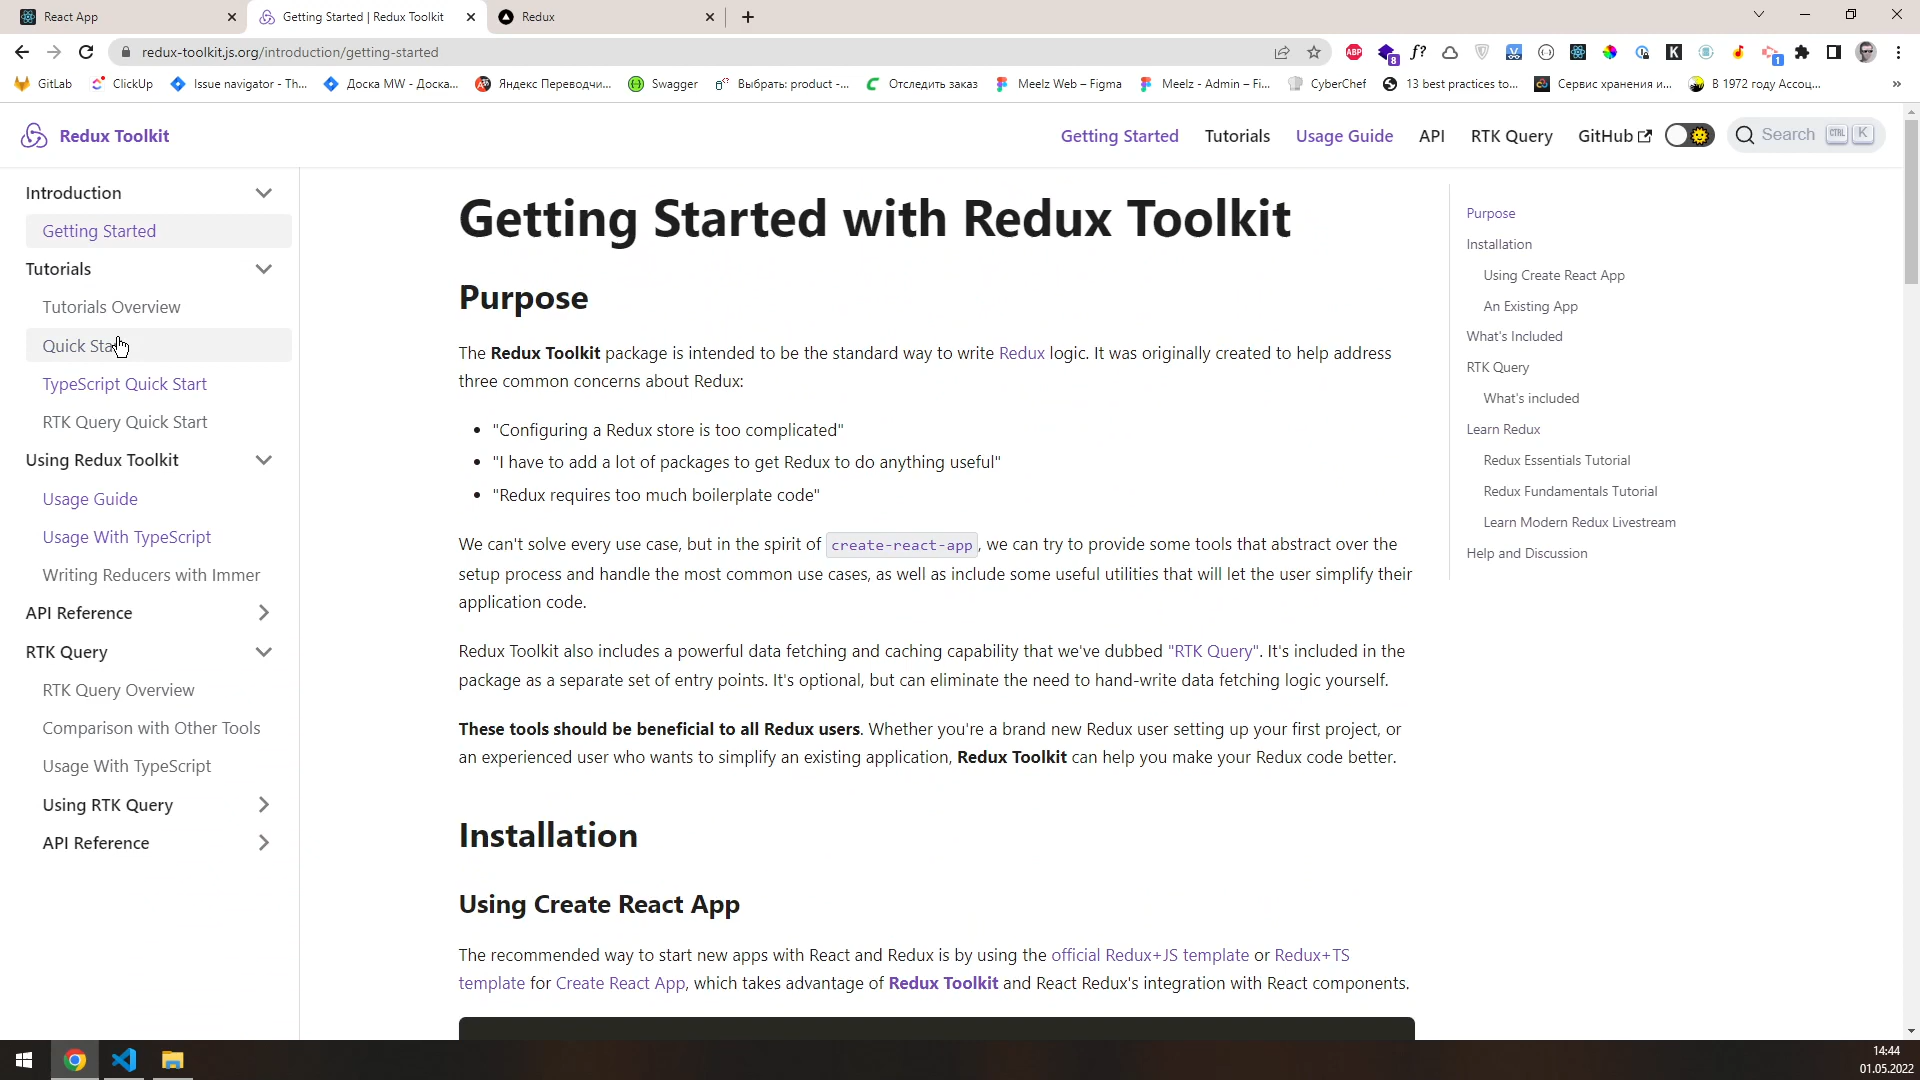 React App
Getting Started | Redux Toolkit
Redux
redux-toolkit.js.org/introduction/getting-started
ABP
8
f?
K
1
GitLab
ClickUp
Issue navigator - Th...
Доска MW - Доска...
Яндекс Переводчи...
Swagger
Выбрать: product -...
Отследить заказ
Meelz Web – Figma
Meelz - Admin – Fi...
CyberChef
13 best practices to...
Сервис хранения и...
В 1972 году Ассоц...
»
Redux Toolkit
Getting Started
Tutorials
Usage Guide
API
RTK Query
GitHub
Search
CTRL
K
Introduction
Getting Started
Tutorials
Tutorials Overview
Quick Sta
TypeScript Quick Start
RTK Query Quick Start
Using Redux Toolkit
Usage Guide
Usage With TypeScript
Writing Reducers with Immer
API Reference
RTK Query
RTK Query Overview
Comparison with Other Tools
Usage With TypeScript
Using RTK Query
API Reference
Getting Started with Redux Toolkit
Purpose
The Redux Toolkit package is intended to be the standard way to write Redux logic. It was originally created to help address
three common concerns about Redux:
• "Configuring a Redux store is too complicated"
• "I have to add a lot of packages to get Redux to do anything useful"
• "Redux requires too much boilerplate code"
We can't solve every use case, but in the spirit of create-react-app, we can try to provide some tools that abstract over the
setup process and handle the most common use cases, as well as include some useful utilities that will let the user simplify their
application code.
Redux Toolkit also includes a powerful data fetching and caching capability that we've dubbed "RTK Query". It's included in the
package as a separate set of entry points. It's optional, but can eliminate the need to hand-write data fetching logic yourself.
These tools should be beneficial to all Redux users. Whether you're a brand new Redux user setting up your first project, or
an experienced user who wants to simplify an existing application, Redux Toolkit can help you make your Redux code better.
Installation
Using Create React App
The recommended way to start new apps with React and Redux is by using the official Redux+JS template or Redux+TS
template for Create React App, which takes advantage of Redux Toolkit and React Redux's integration with React components.
Purpose
Installation
Using Create React App
An Existing App
What's Included
RTK Query
What's included
Learn Redux
Redux Essentials Tutorial
Redux Fundamentals Tutorial
Learn Modern Redux Livestream
Help and Discussion
14:44
01.05.2022